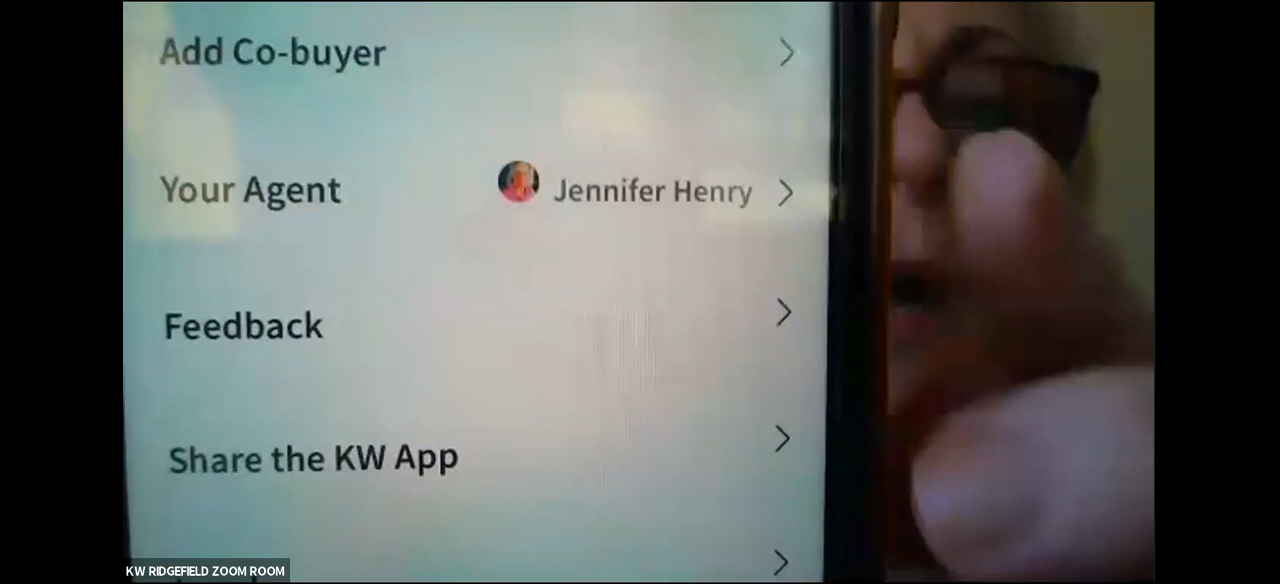 Add Co-buyer
Your Agent Jennifer Henry
Feedback
Share the KW App
KW RIDGEFIELD ZOOM ROOM